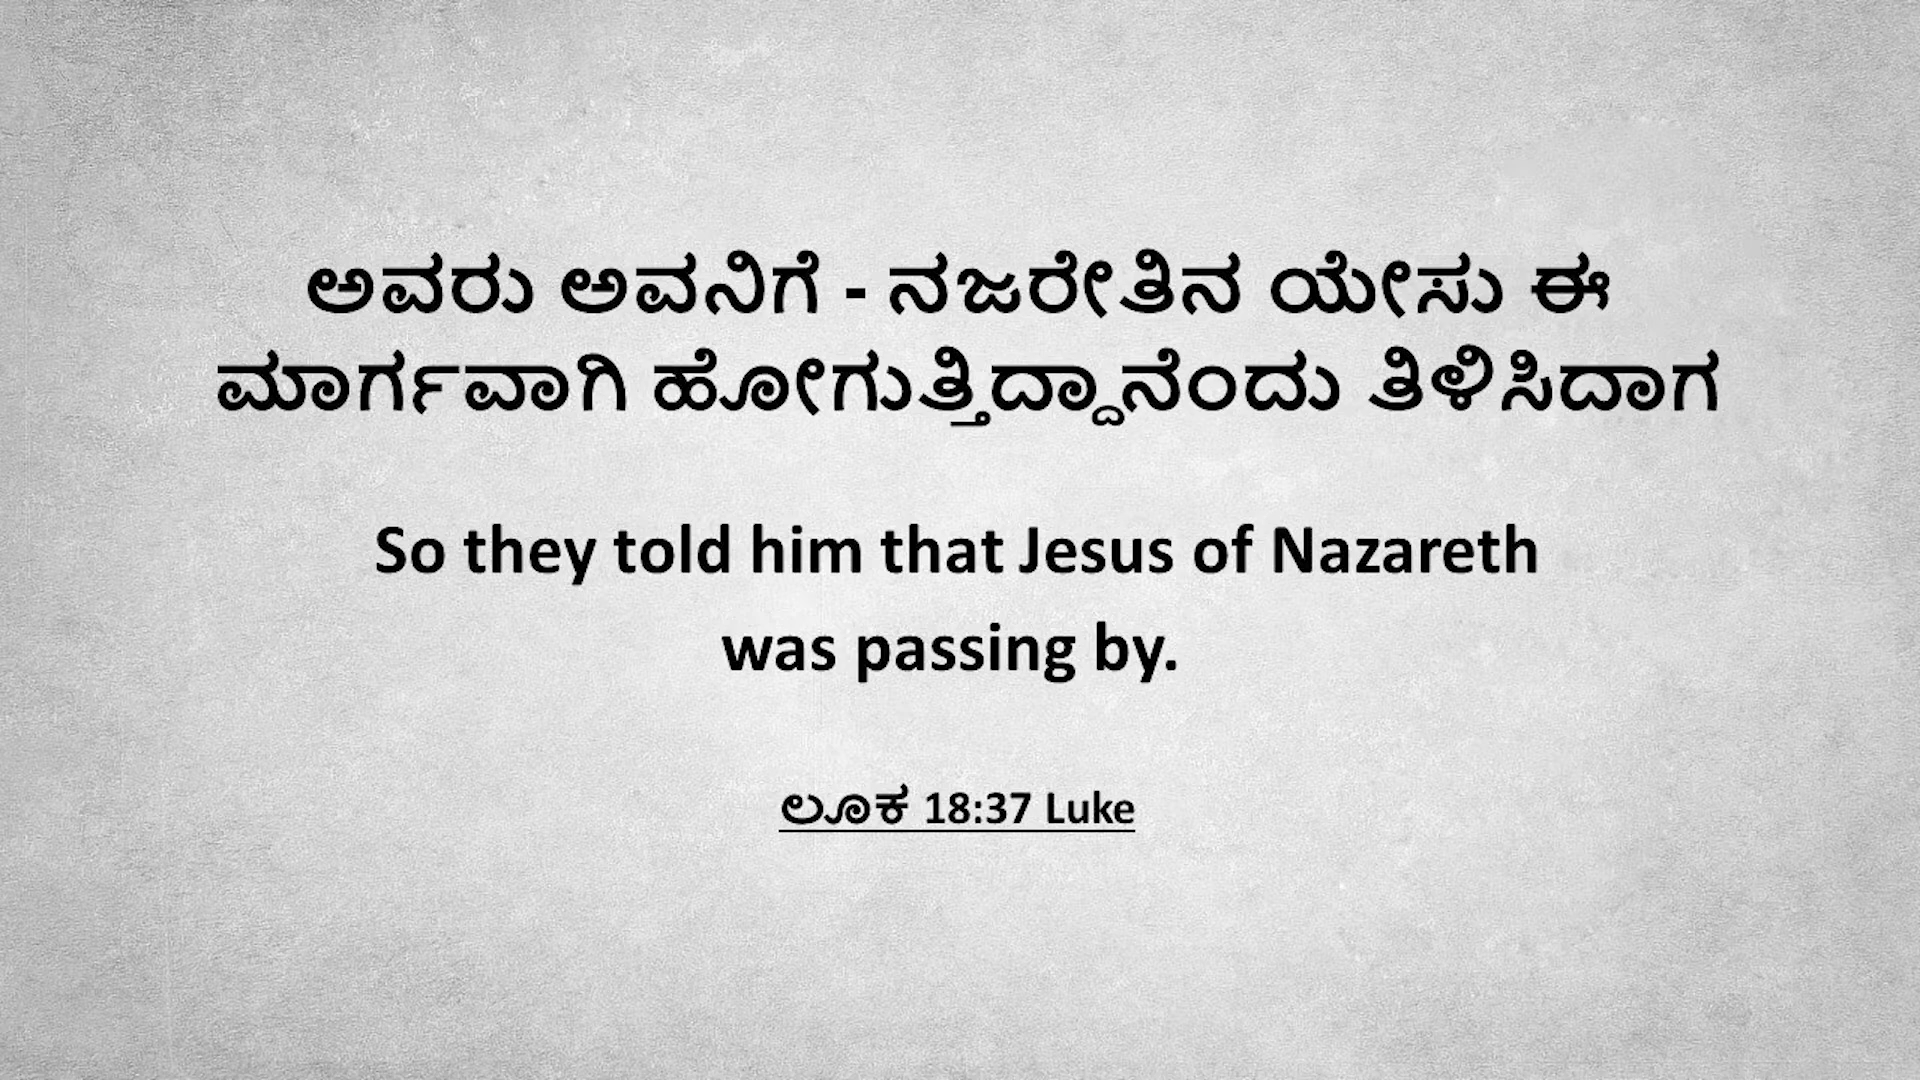 ಅವರು ಅವನಿಗೆ - ನಜರೇತಿನ ಯೇಸು ಈ
ಮಾರ್ಗವಾಗಿ ಹೋಗುತ್ತಿದ್ದಾನೆಂದು ತಿಳಿಸಿದಾಗ
So they told him that Jesus of Nazareth
was passing by.
ಲೂಕ 18:37 Luke